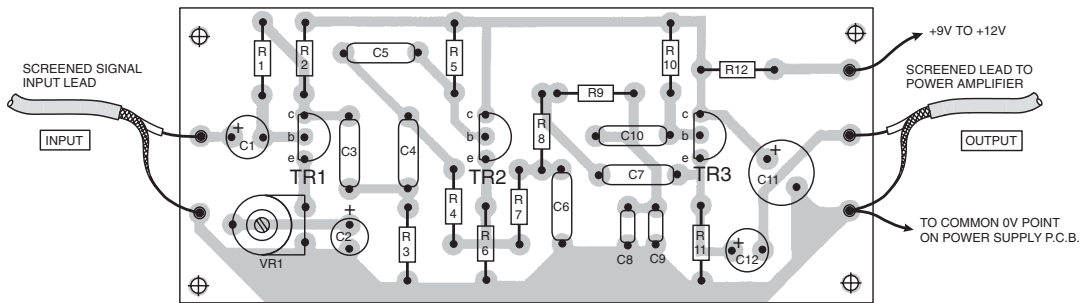 SCREENED SIGNAL
INPUT LEAD
INPUT
R
1
R
2
C5
R
5
R
10
R12
+9V TO +12V
SCREENED LEAD TO
POWER AMPLIFIER
OUTPUT
R9
R
8
+
C1
c
b
e
TR1
C3
C4
c
b
e
TR2
C10
C7
c
b
e
TR3
+
C11
VR1
+
C2
R
3
R
4
R
6
R
7
C6
C8
C9
R
11
+
C12
TO COMMON 0V POINT
ON POWER SUPPLY P.C.B.